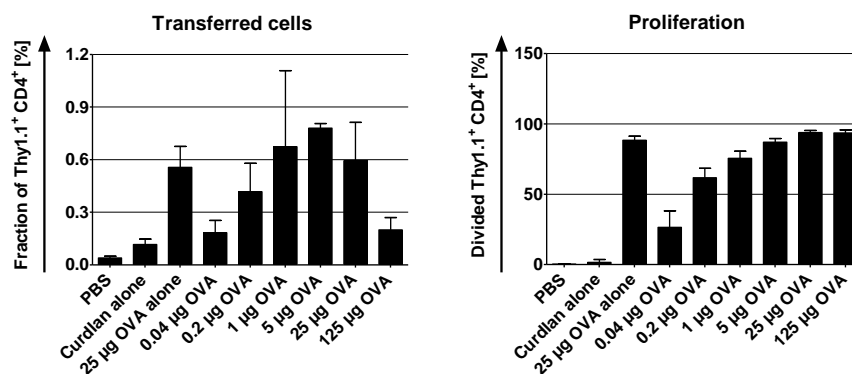 Transferred cells
Fraction of Thy1.1⁺ CD4⁺ [%]
1.2
0.9
0.6
0.3
0.0
PBS
Curdlan alone
25 µg OVA alone
0.04 µg OVA
0.2 µg OVA
1 µg OVA
5 µg OVA
25 µg OVA
125 µg OVA
Proliferation
Divided Thy1.1⁺ CD4⁺ [%]
150
100
50
0
PBS
Curdlan alone
25 µg OVA alone
0.04 µg OVA
0.2 µg OVA
1 µg OVA
5 µg OVA
25 µg OVA
125 µg OVA